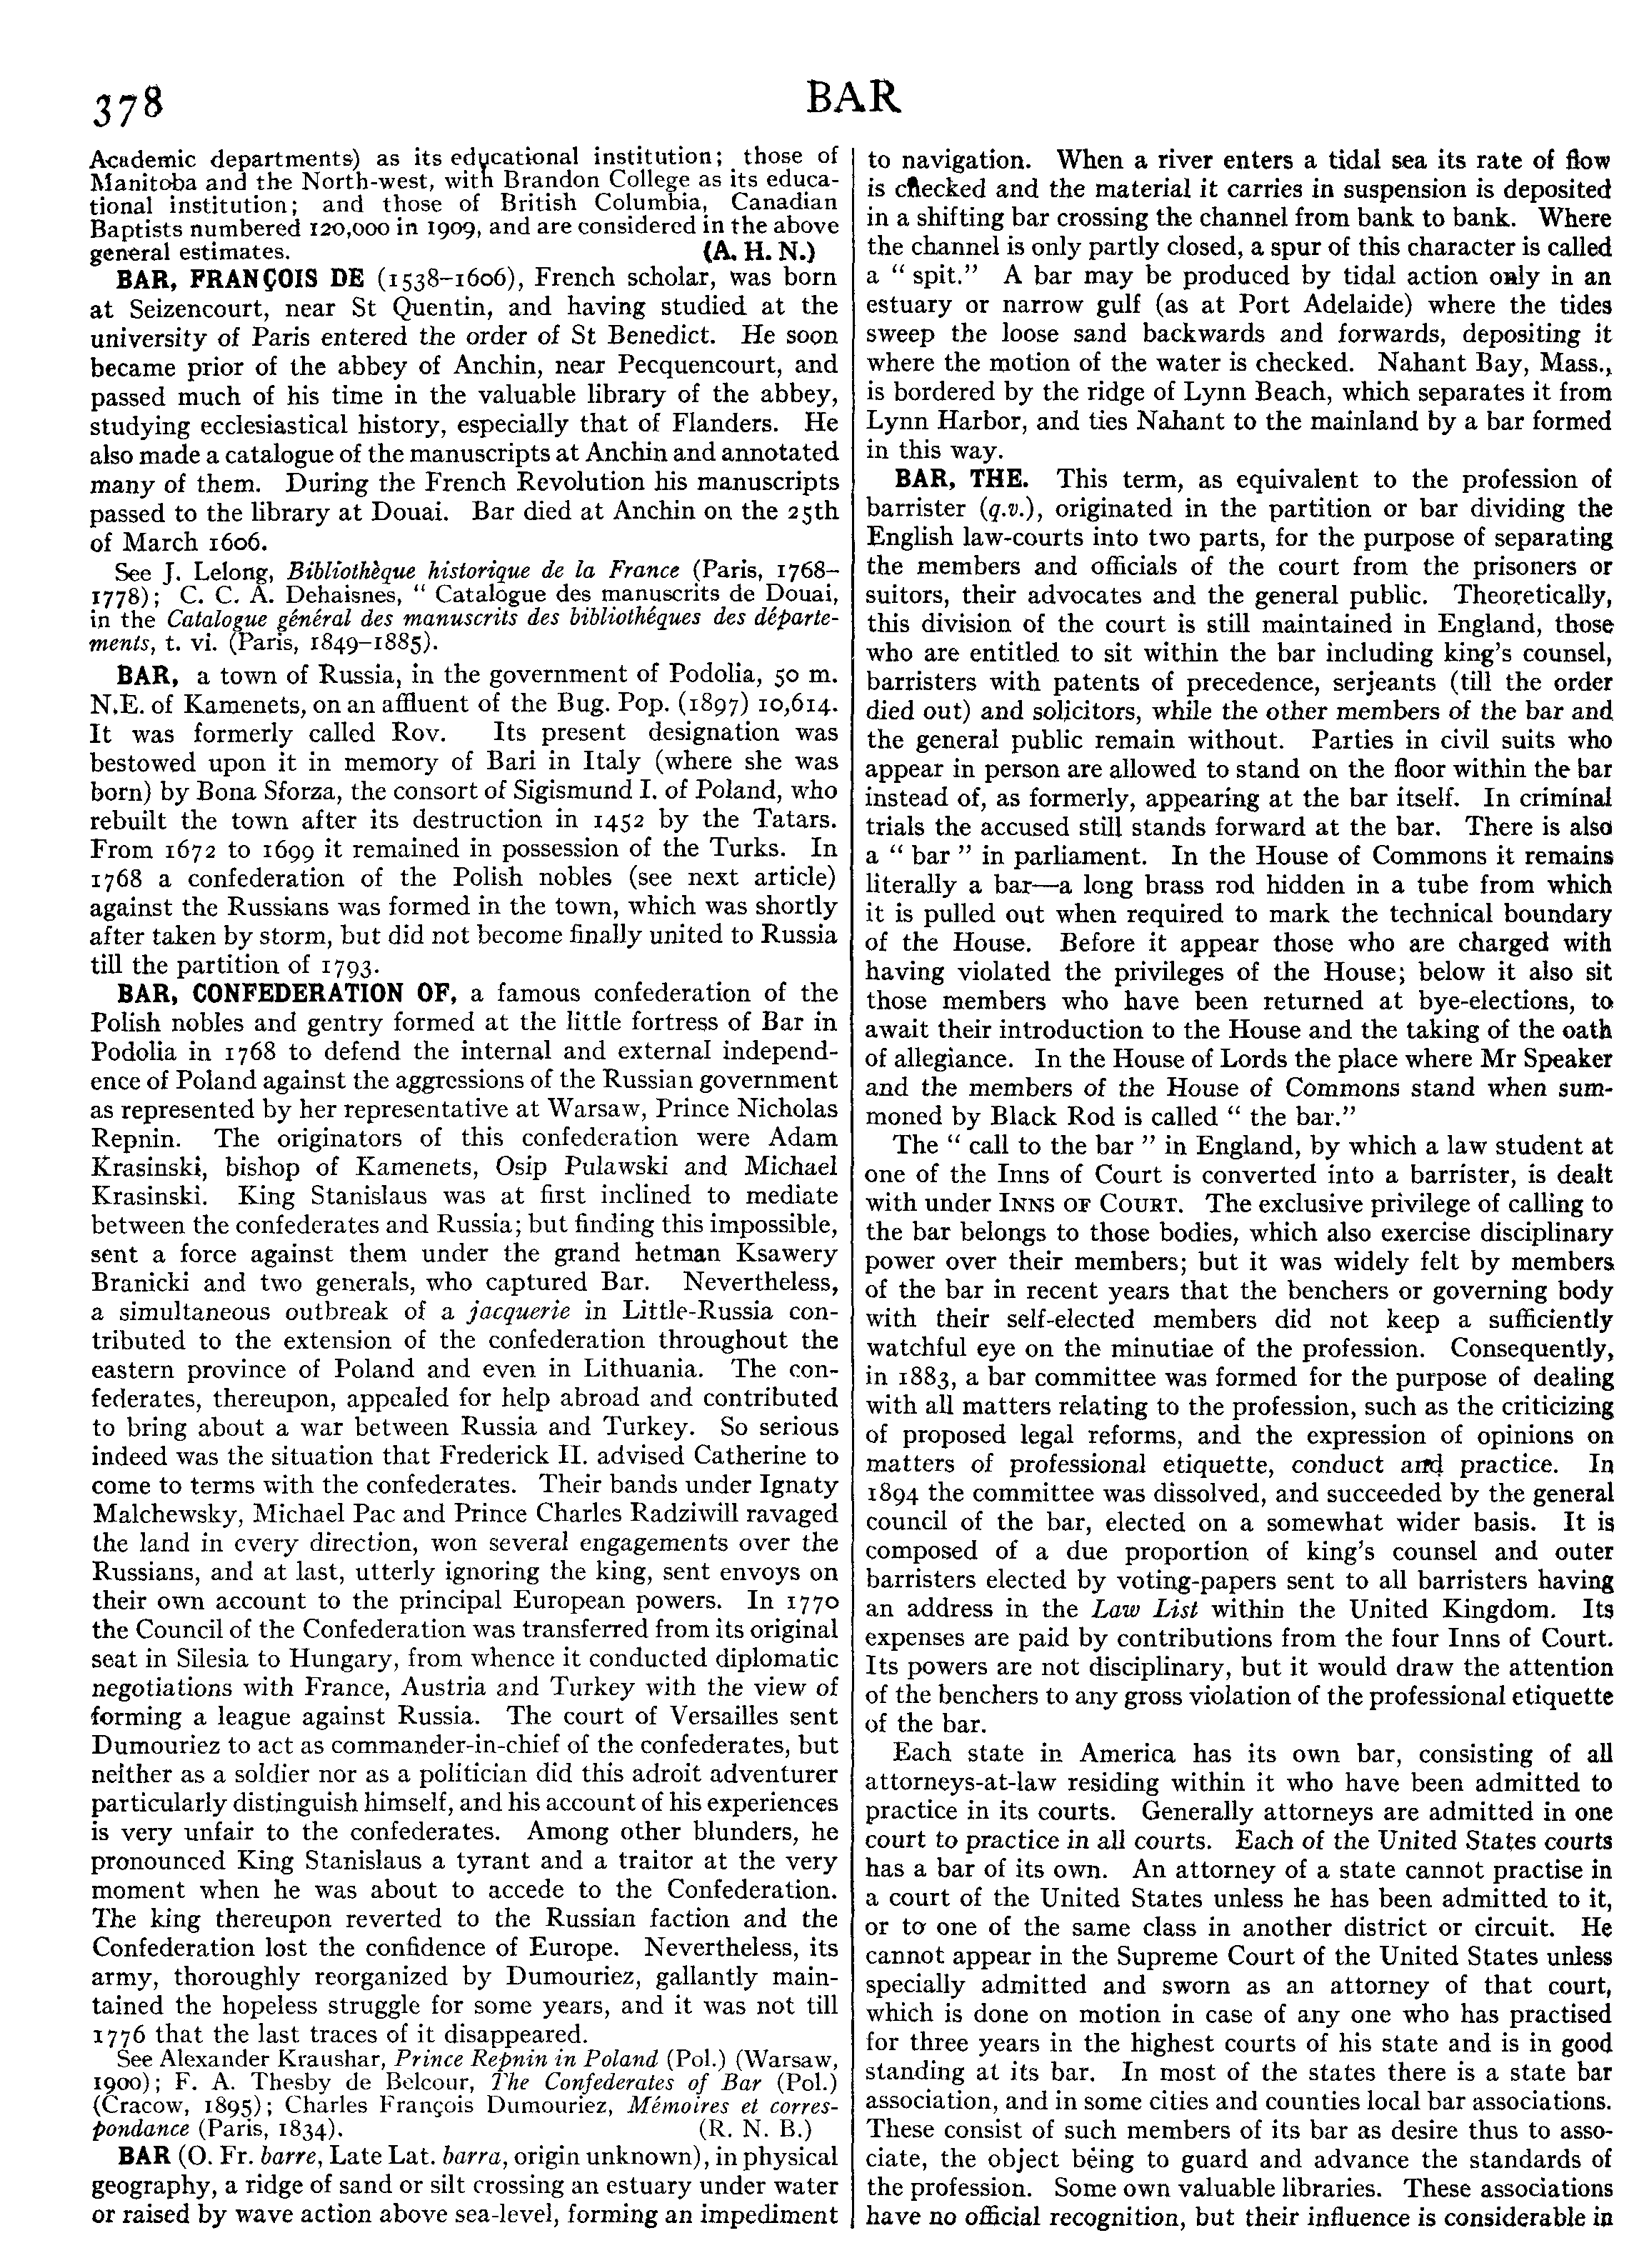 378
BAR
Academic departments) as its educational institution; those of
Manitoba and the North-west, with Brandon College as its educa-
tional institution; and those of British Columbia, Canadian
Baptists numbered 120,000 in 1909, and are considered in the above
general estimates. (A. H. N.)
BAR, FRANÇOIS DE (1538–1606), French scholar, was born
at Seizencourt, near St Quentin, and having studied at the
university of Paris entered the order of St Benedict. He soon
became prior of the abbey of Anchin, near Pecquencourt, and
passed much of his time in the valuable library of the abbey,
studying ecclesiastical history, especially that of Flanders. He
also made a catalogue of the manuscripts at Anchin and annotated
many of them. During the French Revolution his manuscripts
passed to the library at Douai. Bar died at Anchin on the 25th
of March 1606.
See J. Lelong, Bibliothèque historique de la France (Paris, 1768–
1778); C. C. A. Dehaisnes, “ Catalogue des manuscrits de Douai,
in the Catalogue général des manuscrits des bibliothéques des départe-
ments, t. vi. (Paris, 1849–1885).
BAR, a town of Russia, in the government of Podolia, 50 m.
N.E. of Kamenets, on an affluent of the Bug. Pop. (1897) 10,614.
It was formerly called Rov. Its present designation was
bestowed upon it in memory of Bari in Italy (where she was
born) by Bona Sforza, the consort of Sigismund I. of Poland, who
rebuilt the town after its destruction in 1452 by the Tatars.
From 1672 to 1699 it remained in possession of the Turks. In
1768 a confederation of the Polish nobles (see next article)
against the Russians was formed in the town, which was shortly
after taken by storm, but did not become finally united to Russia
till the partition of 1793.
BAR, CONFEDERATION OF, a famous confederation of the
Polish nobles and gentry formed at the little fortress of Bar in
Podolia in 1768 to defend the internal and external independ-
ence of Poland against the aggressions of the Russian government
as represented by her representative at Warsaw, Prince Nicholas
Repnin. The originators of this confederation were Adam
Krasinski, bishop of Kamenets, Osip Pulawski and Michael
Krasinski. King Stanislaus was at first inclined to mediate
between the confederates and Russia; but finding this impossible,
sent a force against them under the grand hetman Ksawery
Branicki and two generals, who captured Bar. Nevertheless,
a simultaneous outbreak of a jacquerie in Little-Russia con-
tributed to the extension of the confederation throughout the
eastern province of Poland and even in Lithuania. The con-
federates, thereupon, appealed for help abroad and contributed
to bring about a war between Russia and Turkey. So serious
indeed was the situation that Frederick II. advised Catherine to
come to terms with the confederates. Their bands under Ignaty
Malchewsky, Michael Pac and Prince Charles Radziwill ravaged
the land in every direction, won several engagements over the
Russians, and at last, utterly ignoring the king, sent envoys on
their own account to the principal European powers. In 1770
the Council of the Confederation was transferred from its original
seat in Silesia to Hungary, from whence it conducted diplomatic
negotiations with France, Austria and Turkey with the view of
forming a league against Russia. The court of Versailles sent
Dumouriez to act as commander-in-chief of the confederates, but
neither as a soldier nor as a politician did this adroit adventurer
particularly distinguish himself, and his account of his experiences
is very unfair to the confederates. Among other blunders, he
pronounced King Stanislaus a tyrant and a traitor at the very
moment when he was about to accede to the Confederation.
The king thereupon reverted to the Russian faction and the
Confederation lost the confidence of Europe. Nevertheless, its
army, thoroughly reorganized by Dumouriez, gallantly main-
tained the hopeless struggle for some years, and it was not till
1776 that the last traces of it disappeared.
See Alexander Kraushar, Prince Repnin in Poland (Pol.) (Warsaw,
1900); F. A. Thesby de Belcour, The Confederates of Bar (Pol.)
(Cracow, 1895); Charles François Dumouriez, Mémoires et corres-
pondance (Paris, 1834). (R. N. B.)
BAR (O. Fr. barre, Late Lat. barra, origin unknown), in physical
geography, a ridge of sand or silt crossing an estuary under water
or raised by wave action above sea-level, forming an impediment
to navigation. When a river enters a tidal sea its rate of flow
is checked and the material it carries in suspension is deposited
in a shifting bar crossing the channel from bank to bank. Where
the channel is only partly closed, a spur of this character is called
a “ spit.” A bar may be produced by tidal action only in an
estuary or narrow gulf (as at Port Adelaide) where the tides
sweep the loose sand backwards and forwards, depositing it
where the motion of the water is checked. Nahant Bay, Mass.,
is bordered by the ridge of Lynn Beach, which separates it from
Lynn Harbor, and ties Nahant to the mainland by a bar formed
in this way.
BAR, THE. This term, as equivalent to the profession of
barrister (q.v.), originated in the partition or bar dividing the
English law-courts into two parts, for the purpose of separating
the members and officials of the court from the prisoners or
suitors, their advocates and the general public. Theoretically,
this division of the court is still maintained in England, those
who are entitled to sit within the bar including king’s counsel,
barristers with patents of precedence, serjeants (till the order
died out) and solicitors, while the other members of the bar and
the general public remain without. Parties in civil suits who
appear in person are allowed to stand on the floor within the bar
instead of, as formerly, appearing at the bar itself. In criminal
trials the accused still stands forward at the bar. There is also
a “ bar ” in parliament. In the House of Commons it remains
literally a bar—a long brass rod hidden in a tube from which
it is pulled out when required to mark the technical boundary
of the House. Before it appear those who are charged with
having violated the privileges of the House; below it also sit
those members who have been returned at bye-elections, to
await their introduction to the House and the taking of the oath
of allegiance. In the House of Lords the place where Mr Speaker
and the members of the House of Commons stand when sum-
moned by Black Rod is called “ the bar.”
The “ call to the bar ” in England, by which a law student at
one of the Inns of Court is converted into a barrister, is dealt
with under INNS OF COURT. The exclusive privilege of calling to
the bar belongs to those bodies, which also exercise disciplinary
power over their members; but it was widely felt by members
of the bar in recent years that the benchers or governing body
with their self-elected members did not keep a sufficiently
watchful eye on the minutiae of the profession. Consequently,
in 1883, a bar committee was formed for the purpose of dealing
with all matters relating to the profession, such as the criticizing
of proposed legal reforms, and the expression of opinions on
matters of professional etiquette, conduct and practice. In
1894 the committee was dissolved, and succeeded by the general
council of the bar, elected on a somewhat wider basis. It is
composed of a due proportion of king’s counsel and outer
barristers elected by voting-papers sent to all barristers having
an address in the Law List within the United Kingdom. Its
expenses are paid by contributions from the four Inns of Court.
Its powers are not disciplinary, but it would draw the attention
of the benchers to any gross violation of the professional etiquette
of the bar.
Each state in America has its own bar, consisting of all
attorneys-at-law residing within it who have been admitted to
practice in its courts. Generally attorneys are admitted in one
court to practice in all courts. Each of the United States courts
has a bar of its own. An attorney of a state cannot practise in
a court of the United States unless he has been admitted to it,
or to one of the same class in another district or circuit. He
cannot appear in the Supreme Court of the United States unless
specially admitted and sworn as an attorney of that court,
which is done on motion in case of any one who has practised
for three years in the highest courts of his state and is in good
standing at its bar. In most of the states there is a state bar
association, and in some cities and counties local bar associations.
These consist of such members of its bar as desire thus to asso-
ciate, the object being to guard and advance the standards of
the profession. Some own valuable libraries. These associations
have no official recognition, but their influence is considerable in